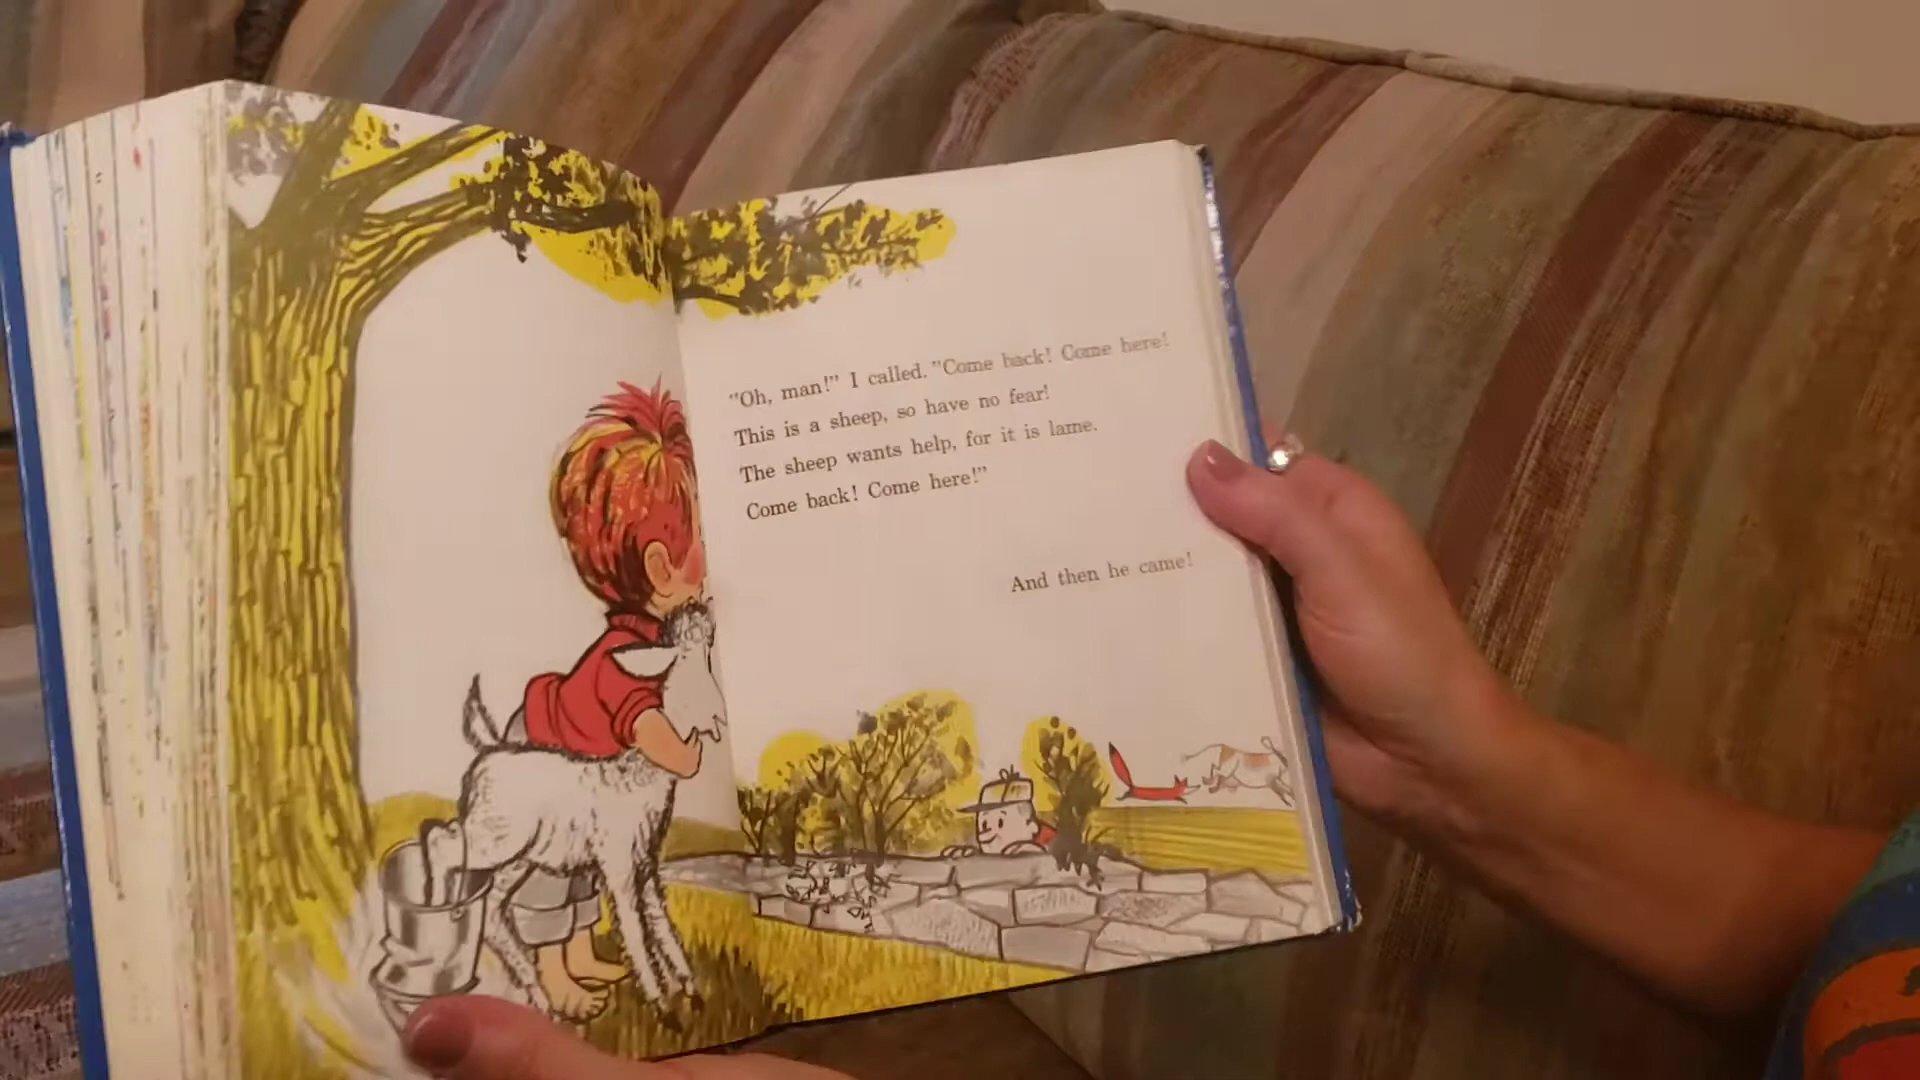 "Oh, man!" I called. "Come back! Come here!
This is a sheep, so have no fear!
The sheep wants help, for it is lame.
Come back! Come here!"
And then he came!